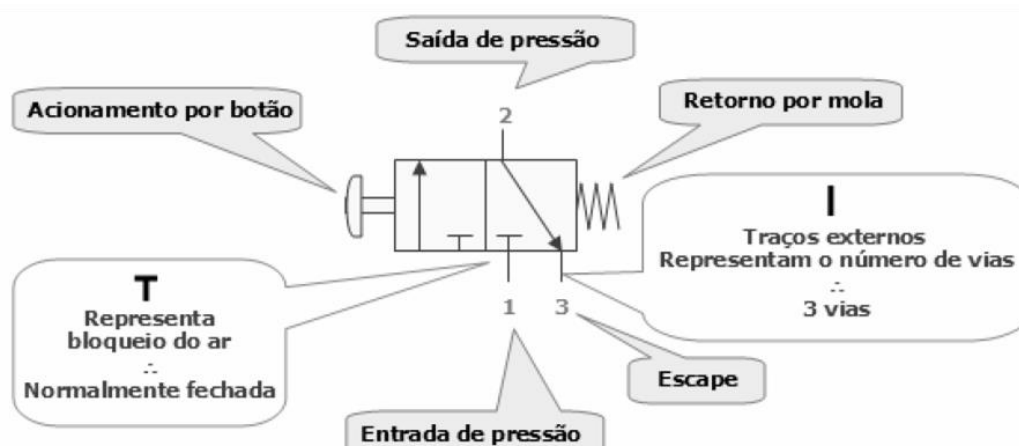 Saída de pressão
Acionamento por botão
Retorno por mola
2
I
Traços externos
Representam o número de vias
∴
3 vias
T
Representa
bloqueio do ar
∴
Normalmente fechada
1 3
Escape
Entrada de pressão